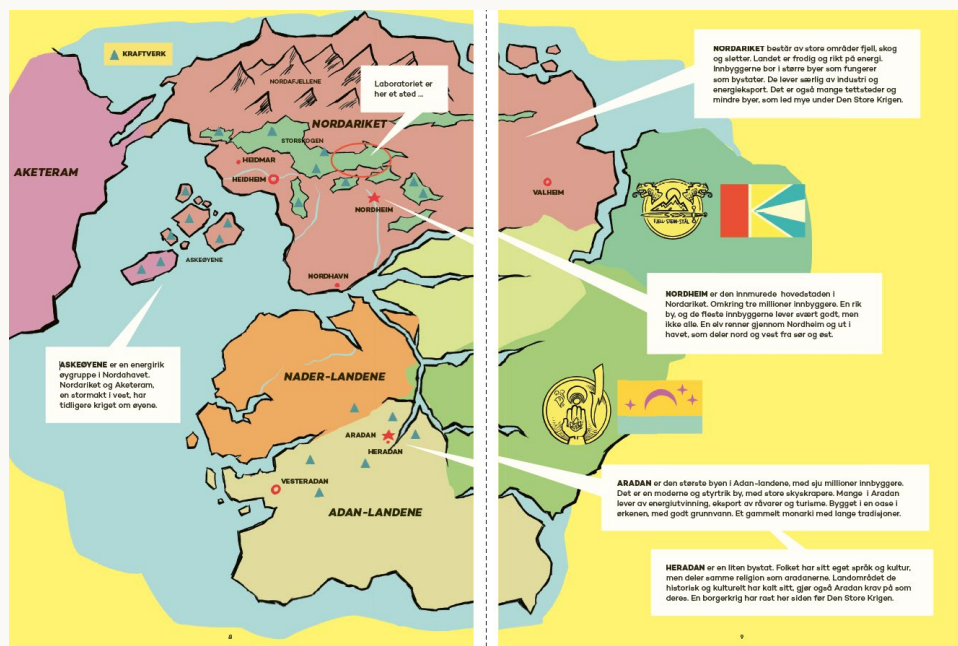 KRAFTVERK
NORDAFJELLENE
Laboratoriet er
her et sted ...
NORDARIKET
STORSKOGEN
HEIDMAR
HEIDHEIM
NORDHEIM
VALHEIM
AKETERAM
ASKEØYENE
NORDHAVN
ASKEØYENE er en energirik
øygruppe i Nordahavet.
Nordariket og Aketeram,
en stormakt i vest, har
tidligere kriget om øyene.
NADER-LANDENE
ARADAN
HERADAN
VESTERADAN
ADAN-LANDENE
8
NORDARIKET består av store områder fjell, skog
og sletter. Landet er frodig og rikt på energi.
Innbyggerne bor i større byer som fungerer
som bystater. De lever særlig av industri og
energieksport. Det er også mange tettsteder og
mindre byer, som led mye under Den Store Krigen.
FJELL·STEIN·STÅL
NORDHEIM er den innmurede hovedstaden i
Nordariket. Omkring tre millioner innbyggere. En rik
by, og de fleste innbyggerne lever svært godt, men
ikke alle. En elv renner gjennom Nordheim og ut i
havet, som deler nord og vest fra sør og øst.
ARADAN er den største byen i Adan-landene, med sju millioner innbyggere.
Det er en moderne og styrtrik by, med store skyskrapere. Mange i Aradan
lever av energiutvinning, eksport av råvarer og turisme. Bygget i en oase i
ørkenen, med godt grunnvann. Et gammelt monarki med lange tradisjoner.
HERADAN er en liten bystat. Folket har sitt eget språk og kultur,
men deler samme religion som aradanerne. Landområdet de
historisk og kulturelt har kalt sitt, gjør også Aradan krav på som
deres. En borgerkrig har rast her siden før Den Store Krigen.
9